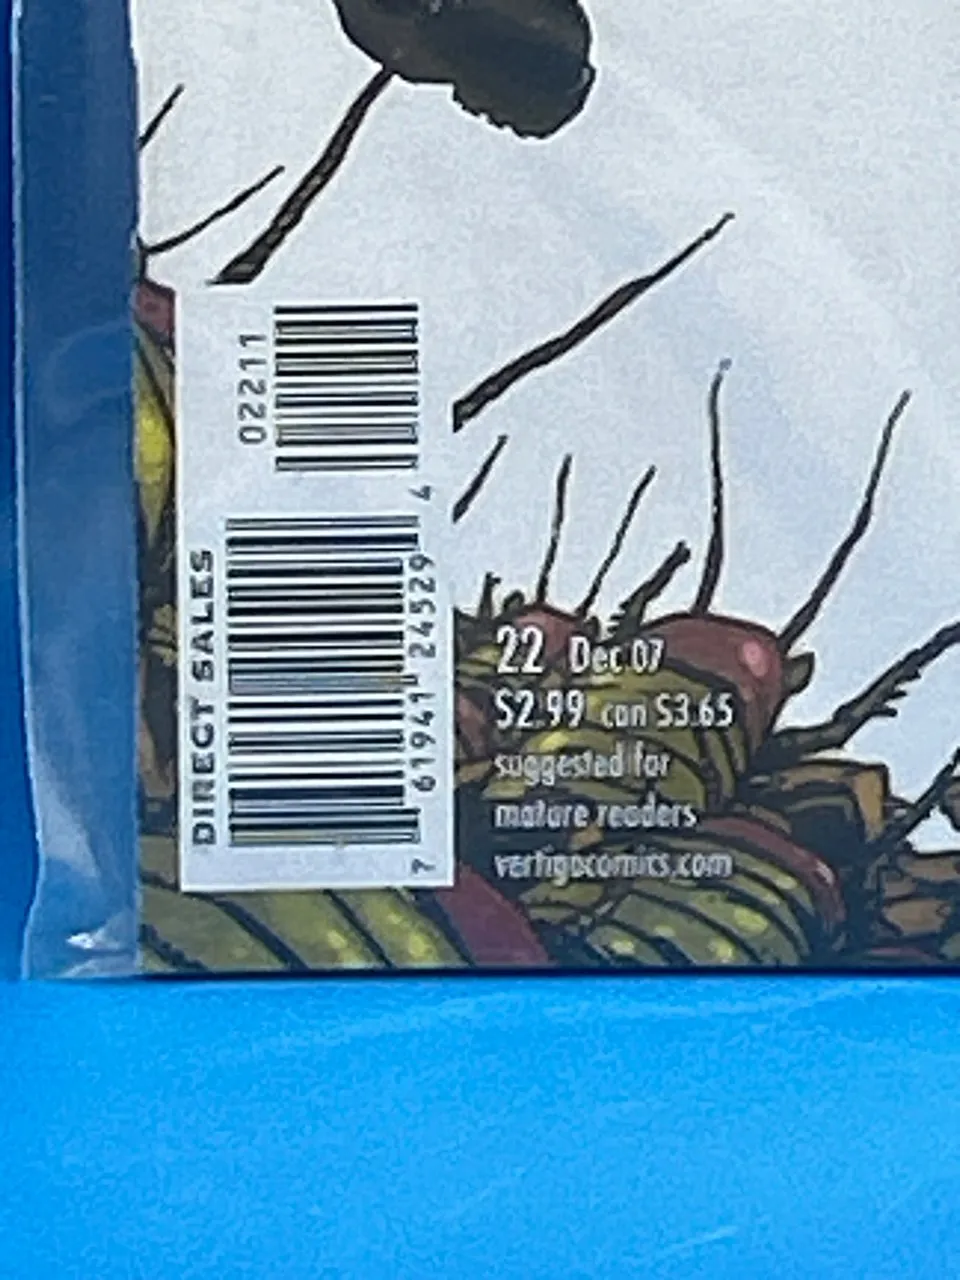 02211
DIRECT SALES
7 61941 24529 4
22 Dec 07
$2.99 can $3.65
suggested for
mature readers
vertigocomics.com